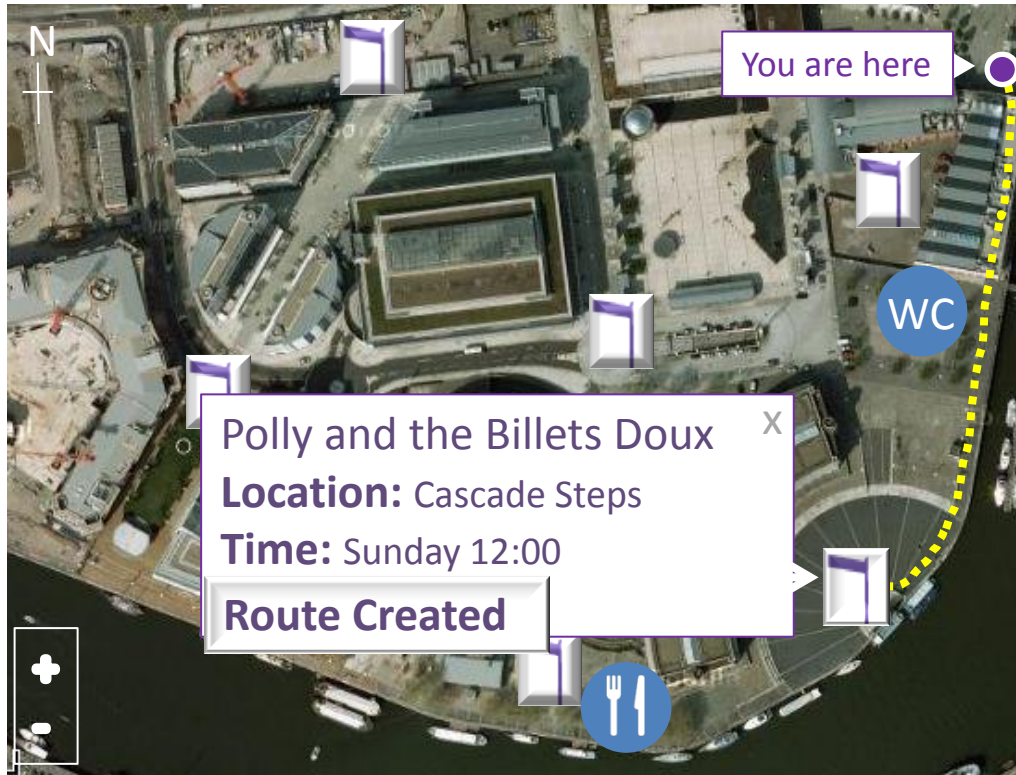 N
You are here
WC
Polly and the Billets Doux
X
Location: Cascade Steps
Time: Sunday 12:00
Route Created